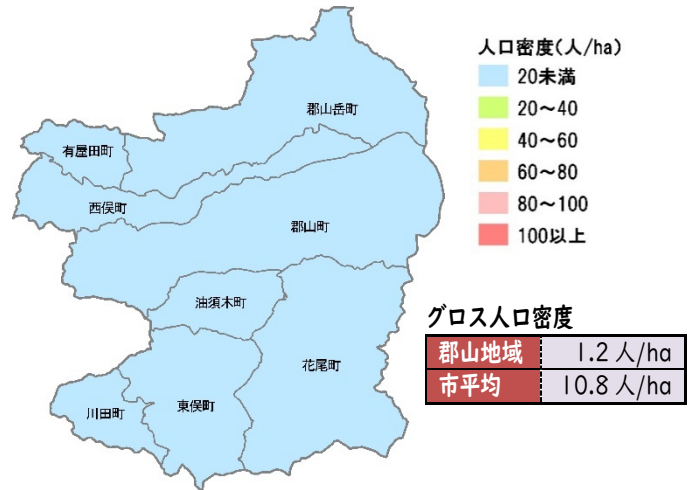 人口密度(人/ha)
20未満
20～40
40～60
60～80
80～100
100以上
郡山岳町
有屋田町
西俣町
郡山町
油須木町
花尾町
東俣町
川田町
グロス人口密度
郡山地域 1.2 人/ha
市平均 10.8 人/ha